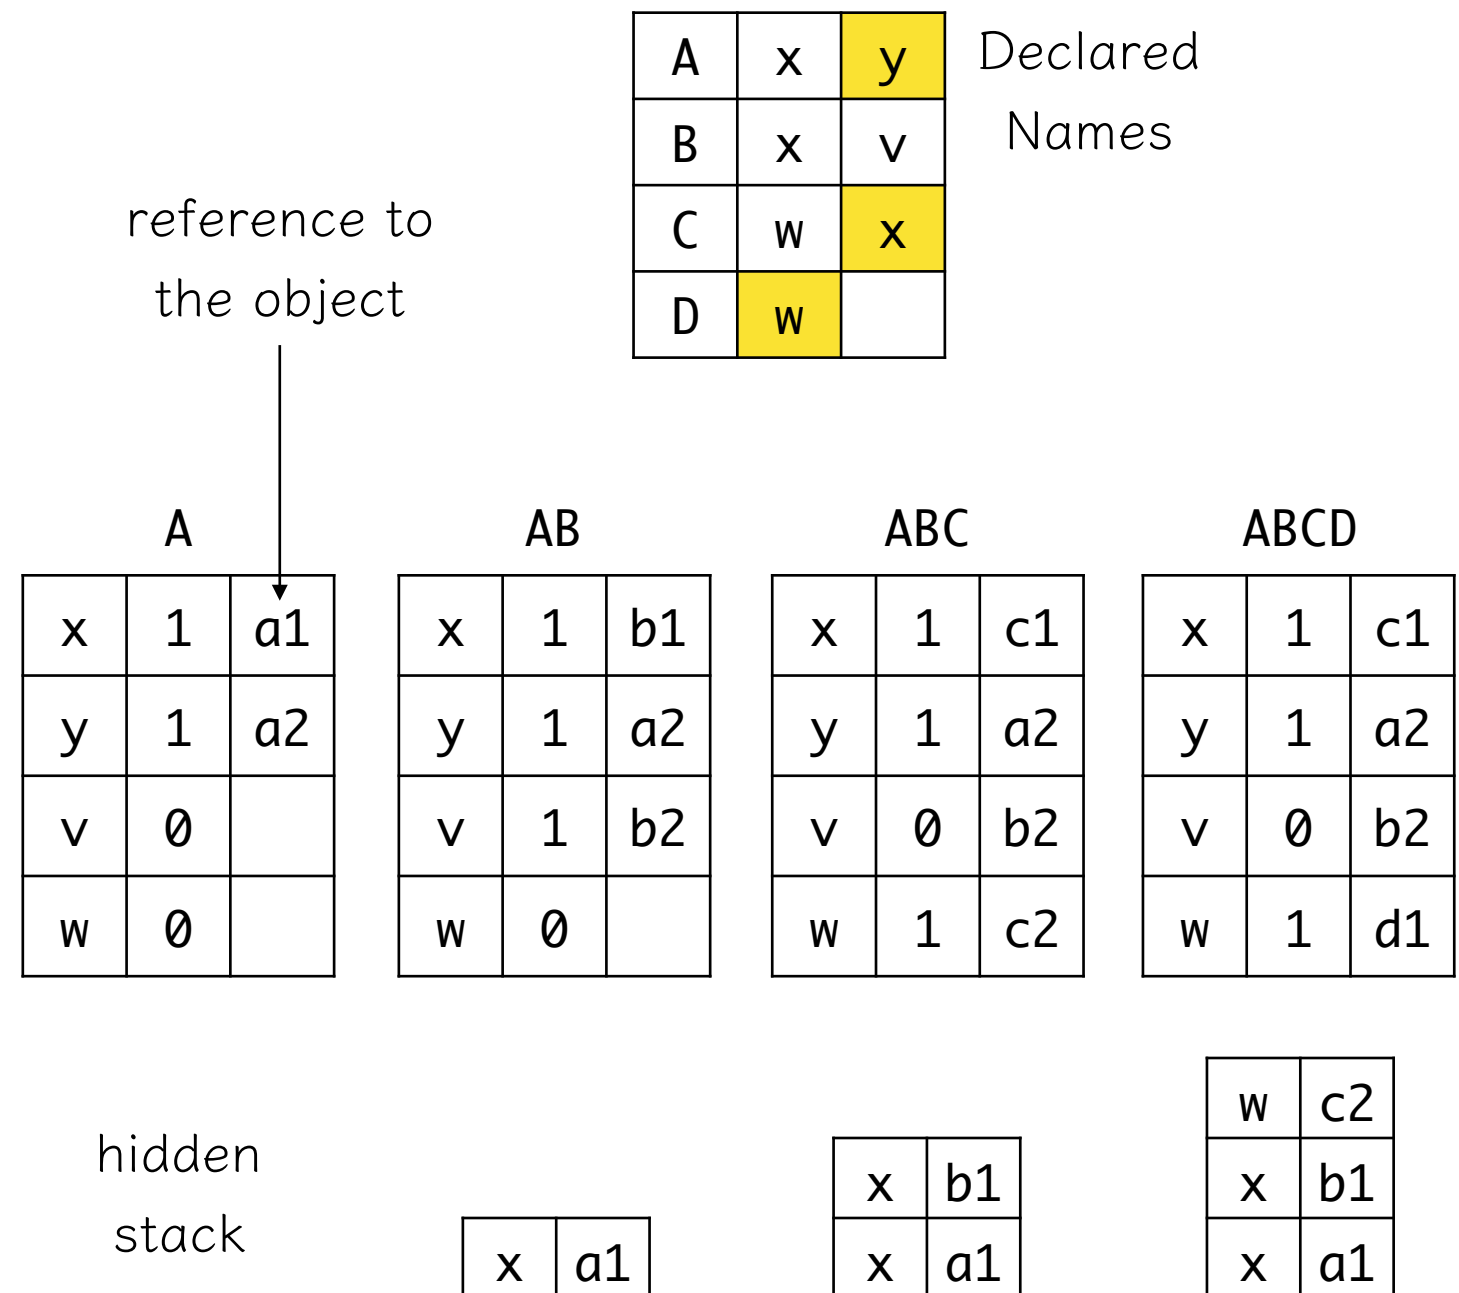 A x y
B x v
C w x
D w
Declared
Names
reference to
the object
A
x 1 a1
y 1 a2
v 0
w 0
AB
x 1 b1
y 1 a2
v 1 b2
w 0
ABC
x 1 c1
y 1 a2
v 0 b2
w 1 c2
ABCD
x 1 c1
y 1 a2
v 0 b2
w 1 d1
hidden
stack
x a1
x b1
x a1
w c2
x b1
x a1